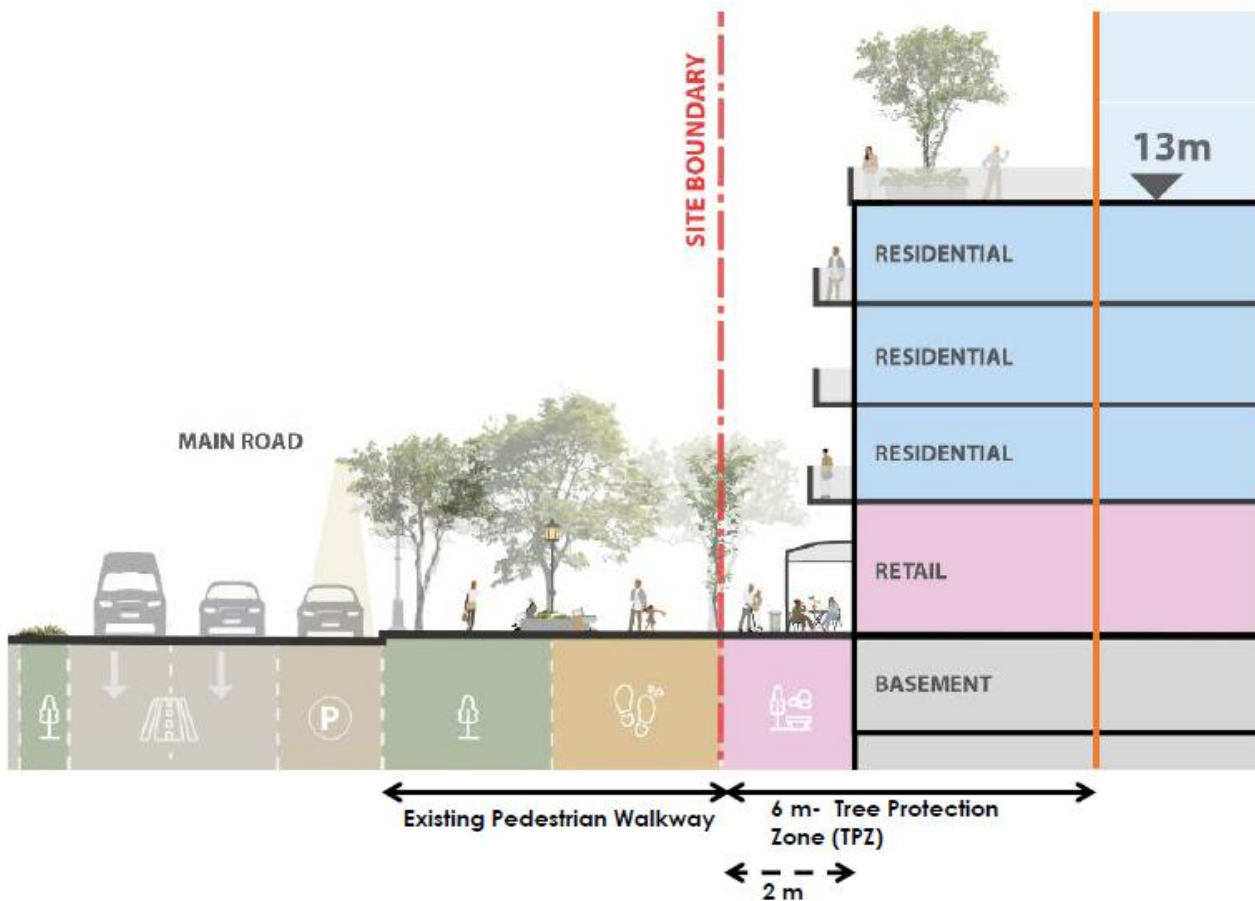 SITE BOUNDARY
13m
RESIDENTIAL
RESIDENTIAL
MAIN ROAD
RESIDENTIAL
RETAIL
BASEMENT
P
Existing Pedestrian Walkway
6 m- Tree Protection
Zone (TPZ)
2 m